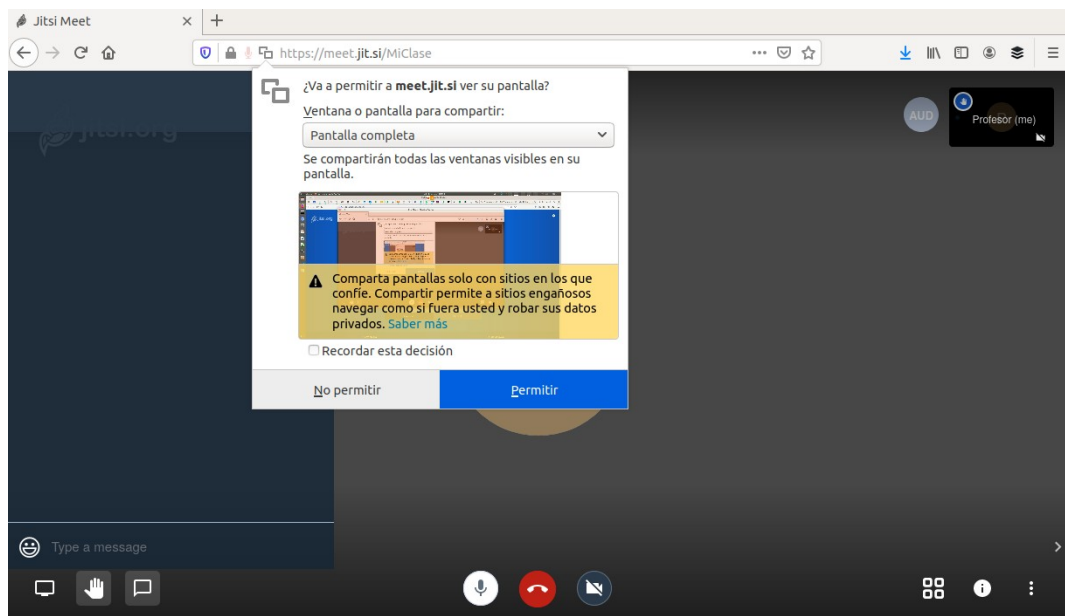 Jitsi Meet
https://meet.jit.si/MiClase
¿Va a permitir a meet.jit.si ver su pantalla?
Ventana o pantalla para compartir:
Pantalla completa
Se compartirán todas las ventanas visibles en su
pantalla.
Comparta pantallas solo con sitios en los que
confíe. Compartir permite a sitios engañosos
navegar como si fuera usted y robar sus datos
privados. Saber más
Recordar esta decisión
No permitir
Permitir
jitsi.org
AUD
Profesor (me)
Type a message